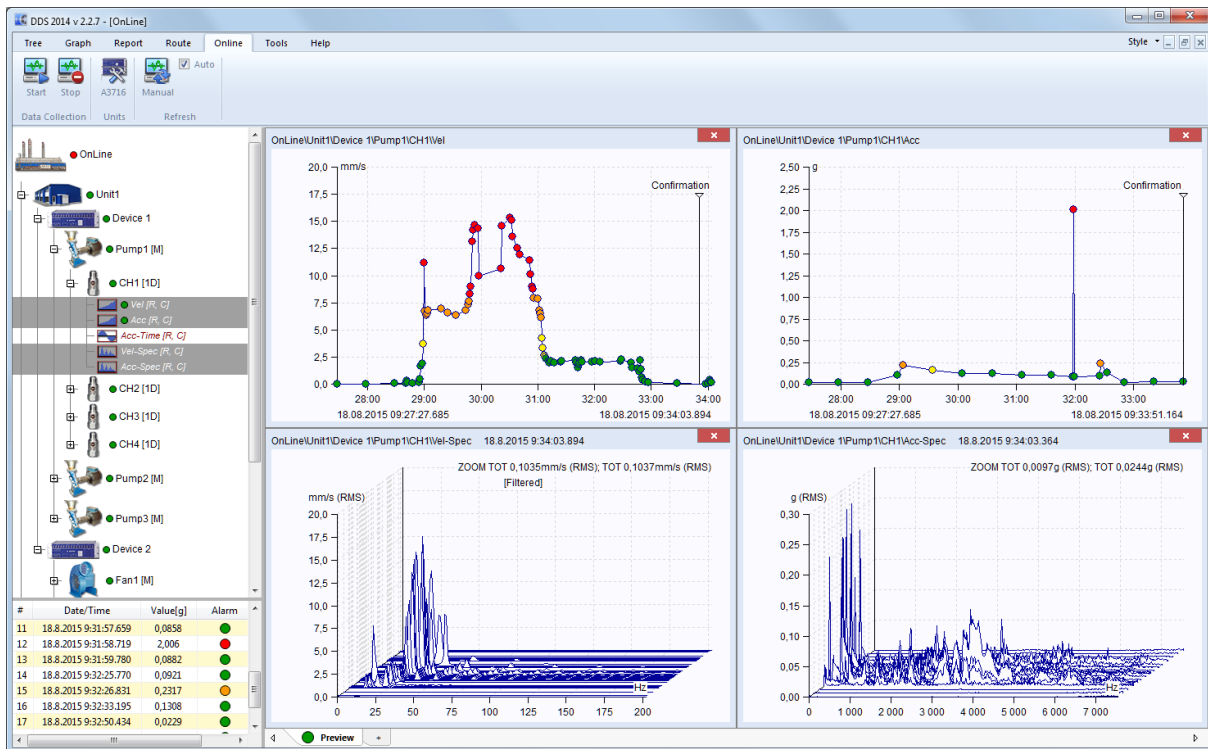 DDS 2014 v 2.2.7 - [OnLine]
Tree Graph Report Route Online Tools Help Style
Auto
Start Stop A3716 Manual
Data Collection Units Refresh
OnLine
Unit1
Device 1
Pump1 [M]
CH1 [1D]
Vel [R, C]
Acc [R, C]
Acc-Time [R, C]
Vel-Spec [R, C]
Acc-Spec [R, C]
CH2 [1D]
CH3 [1D]
CH4 [1D]
Pump2 [M]
Pump3 [M]
Device 2
Fan1 [M]
# Date/Time Value[g] Alarm
11 18.8.2015 9:31:57.659 0,0858
12 18.8.2015 9:31:58.719 2,006
13 18.8.2015 9:31:59.780 0,0882
14 18.8.2015 9:32:25.770 0,0921
15 18.8.2015 9:32:26.831 0,2317
16 18.8.2015 9:32:33.195 0,1308
17 18.8.2015 9:32:50.434 0,0229
OnLine\Unit1\Device 1\Pump1\CH1\Vel
20,0 mm/s
Confirmation
17,5
15,0
12,5
10,0
7,5
5,0
2,5
0,0
28:00 29:00 30:00 31:00 32:00 33:00 34:00
18.08.2015 09:27:27.685 18.08.2015 09:34:03.894
OnLine\Unit1\Device 1\Pump1\CH1\Acc
2,50 g
Confirmation
2,25
2,00
1,75
1,50
1,25
1,00
0,75
0,50
0,25
0,00
28:00 29:00 30:00 31:00 32:00 33:00
18.08.2015 09:27:27.685 18.08.2015 09:33:51.164
OnLine\Unit1\Device 1\Pump1\CH1\Vel-Spec 18.8.2015 9:34:03.894
ZOOM TOT 0,1035mm/s (RMS); TOT 0,1037mm/s (RMS)
[Filtered]
mm/s (RMS)
20,0
17,5
15,0
12,5
10,0
7,5
5,0
2,5
0,0
Hz
0 25 50 75 100 125 150 175 200
OnLine\Unit1\Device 1\Pump1\CH1\Acc-Spec 18.8.2015 9:34:03.364
ZOOM TOT 0,0097g (RMS); TOT 0,0244g (RMS)
g (RMS)
0,30
0,25
0,20
0,15
0,10
0,05
0,00
Hz
0 1 000 2 000 3 000 4 000 5 000 6 000 7 000
Preview +